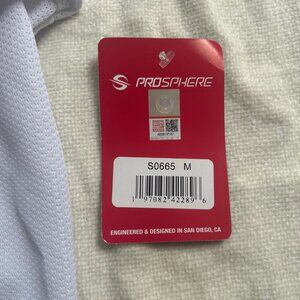 PROSPHERE
S0665 M
1 97082 42289 6
ENGINEERED & DESIGNED IN SAN DIEGO, CA